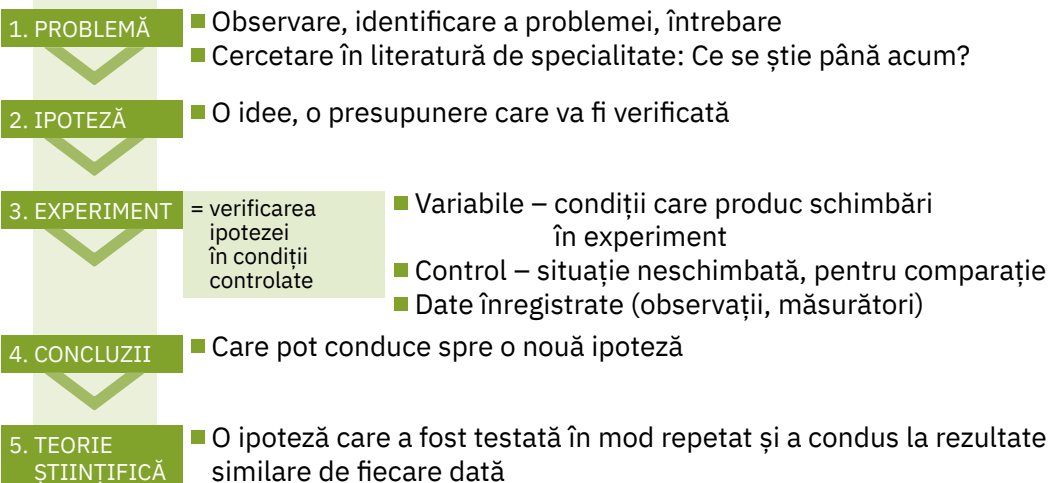 1. PROBLEMĂ
Observare, identificare a problemei, întrebare
Cercetare în literatură de specialitate: Ce se știe până acum?
2. IPOTEZĂ
O idee, o presupunere care va fi verificată
3. EXPERIMENT
= verificarea
ipotezei
în condiții
controlate
Variabile – condiții care produc schimbări
în experiment
Control – situație neschimbată, pentru comparație
Date înregistrate (observații, măsurători)
4. CONCLUZII
Care pot conduce spre o nouă ipoteză
5. TEORIE
ȘTIINȚIFICĂ
O ipoteză care a fost testată în mod repetat și a condus la rezultate
similare de fiecare dată